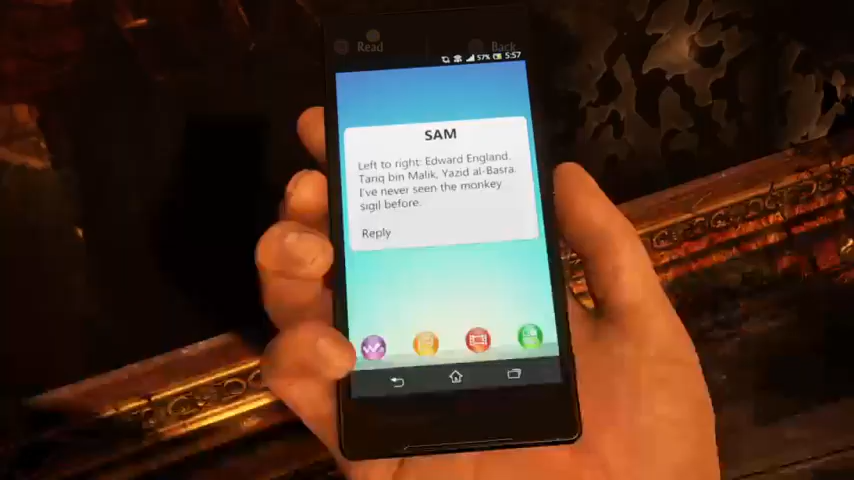 Read
Back
57% 5:57
SAM
Left to right: Edward England,
Tariq bin Malik, Yazid al-Basra.
I've never seen the monkey
sigil before.
Reply